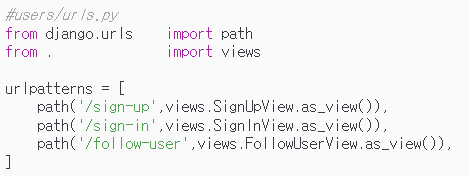 #users/urls.py
from django.urls    import path
from .              import views

urlpatterns = [
    path('/sign-up',views.SignUpView.as_view()),
    path('/sign-in',views.SignInView.as_view()),
    path('/follow-user',views.FollowUserView.as_view()),
]